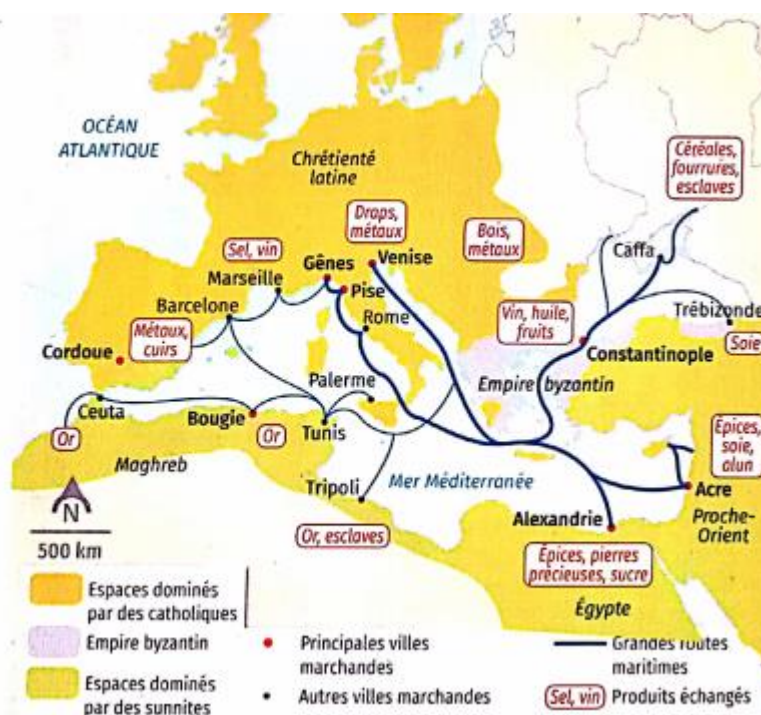 OCÉAN
ATLANTIQUE
Chrétienté
latine
Céréales,
fourrures,
esclaves
Draps,
métaux
Bois,
métaux
Sel, vin
Gênes
Venise
Caffa
Marseille
Pise
Barcelone
Rome
Vin, huile,
fruits
Trébizonde
Métaux,
cuirs
Soie
Cordoue
Constantinople
Palerme
Empire byzantin
Ceuta
Bougie
Tunis
Épices,
soie,
alun
Or
Or
Maghreb
Tripoli
Mer Méditerranée
Acre
N
Alexandrie
Proche-
Orient
500 km
Or, esclaves
Épices, pierres
précieuses, sucre
Égypte
Espaces dominés
par des catholiques
Empire byzantin
Espaces dominés
par des sunnites
Principales villes
marchandes
Autres villes marchandes
Grandes routes
maritimes
Sel, vin Produits échangés